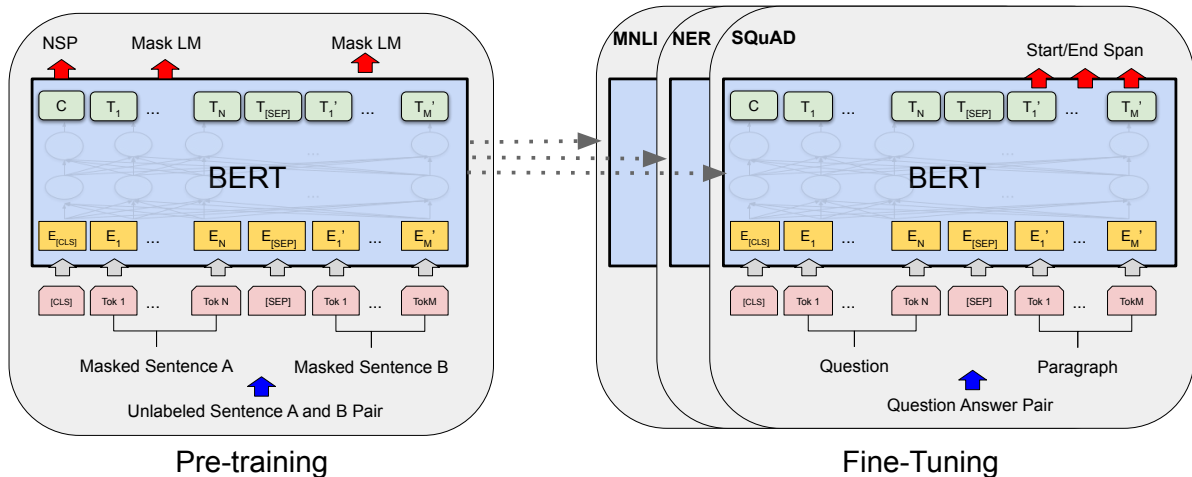 NSP Mask LM Mask LM
C T1 ... TN T[SEP] T1' ... TM'
...
BERT
...
E[CLS] E1 ... EN E[SEP] E1' ... EM'
[CLS] Tok 1 ... Tok N [SEP] Tok 1 ... TokM
Masked Sentence A Masked Sentence B
Unlabeled Sentence A and B Pair
Pre-training
MNLI NER SQuAD
Start/End Span
C T1 ... TN T[SEP] T1' ... TM'
...
BERT
...
E[CLS] E1 ... EN E[SEP] E1' ... EM'
[CLS] Tok 1 ... Tok N [SEP] Tok 1 ... TokM
Question Paragraph
Question Answer Pair
Fine-Tuning